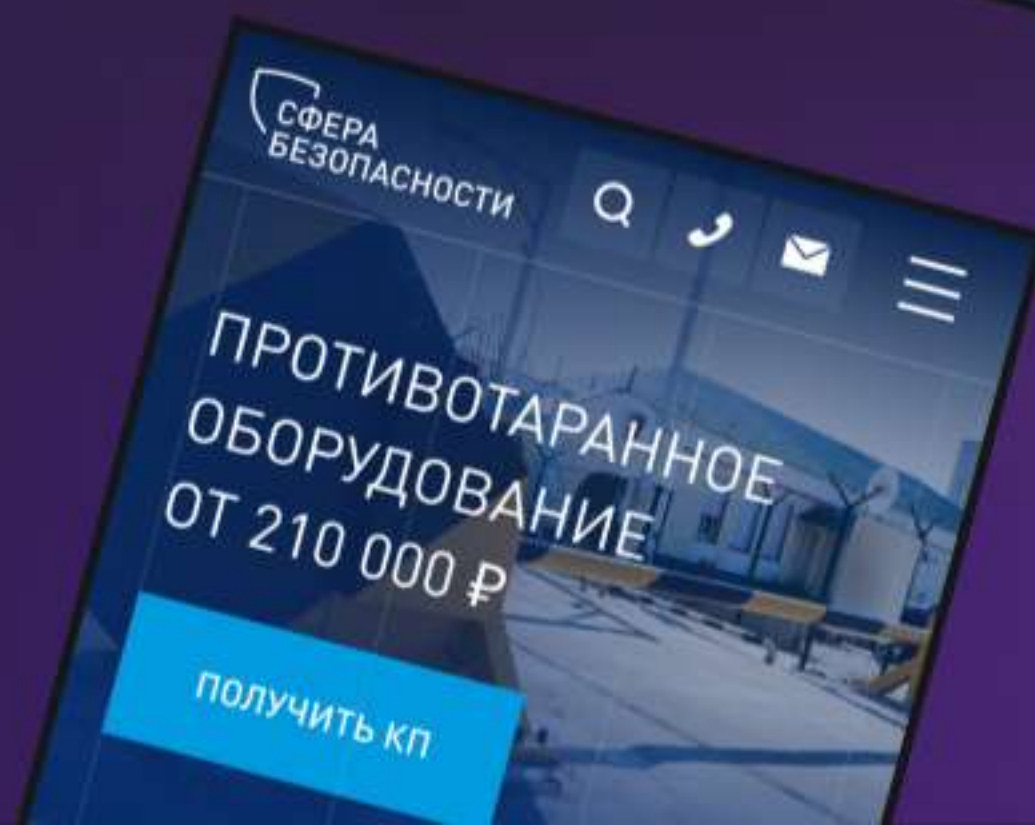 СФЕРА
БЕЗОПАСНОСТИ
ПРОТИВОТАРАННОЕ
ОБОРУДОВАНИЕ
ОТ 210 000 ₽
ПОЛУЧИТЬ КП